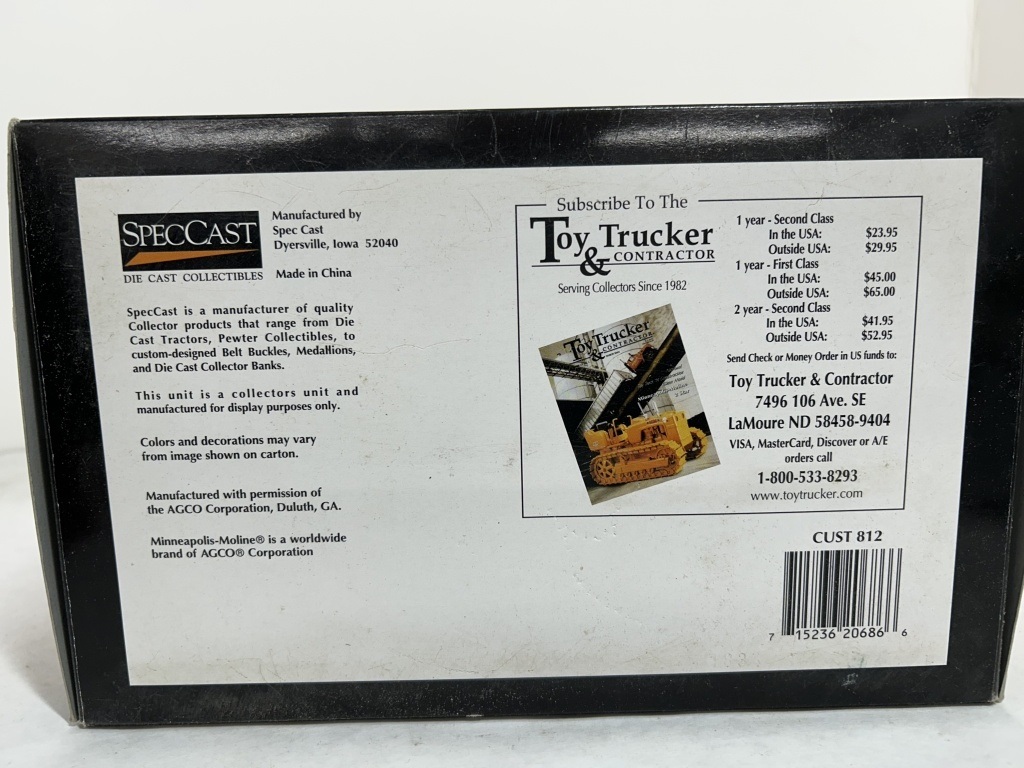 SPECCAST
DIE CAST COLLECTIBLES
Manufactured by
Spec Cast
Dyersville, Iowa 52040
Made in China
SpecCast is a manufacturer of quality
Collector products that range from Die
Cast Tractors, Pewter Collectibles, to
custom-designed Belt Buckles, Medallions,
and Die Cast Collector Banks.
This unit is a collectors unit and
manufactured for display purposes only.
Colors and decorations may vary
from image shown on carton.
Manufactured with permission of
the AGCO Corporation, Duluth, GA.
Minneapolis-Moline® is a worldwide
brand of AGCO® Corporation
Subscribe To The
Toy Trucker
& CONTRACTOR
Serving Collectors Since 1982
Toy Trucker
& CONTRACTOR
1 year - Second Class
In the USA: $23.95
Outside USA: $29.95
1 year - First Class
In the USA: $45.00
Outside USA: $65.00
2 year - Second Class
In the USA: $41.95
Outside USA: $52.95
Send Check or Money Order in US funds to:
Toy Trucker & Contractor
7496 106 Ave. SE
LaMoure ND 58458-9404
VISA, MasterCard, Discover or A/E
orders call
1-800-533-8293
www.toytrucker.com
CUST 812
7 15236 20686 6